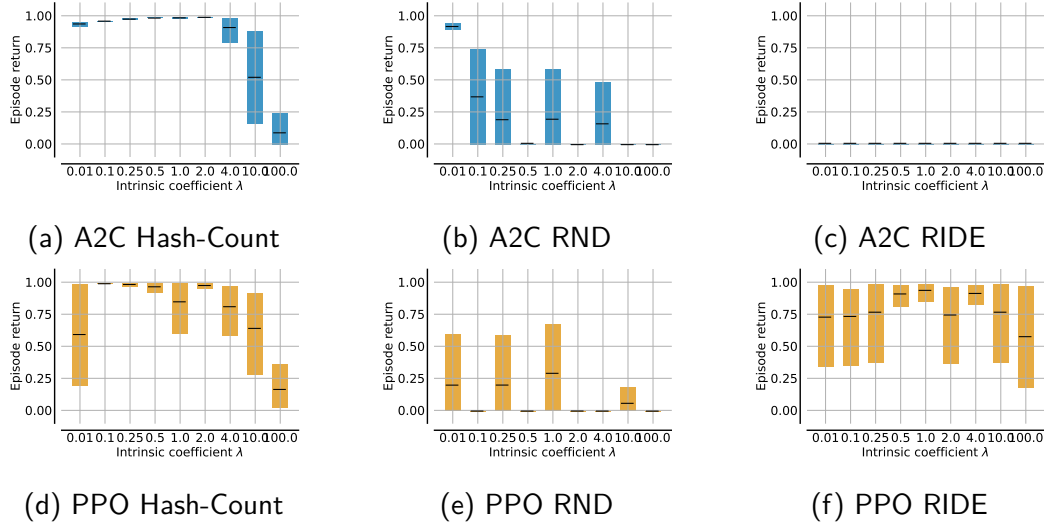 1.00
0.75
0.50
0.25
0.00
Episode return
0.01 0.1 0.25 0.5 1.0 2.0 4.0 10.0 100.0
Intrinsic coefficient λ
(a) A2C Hash-Count
1.00
0.75
0.50
0.25
0.00
Episode return
0.01 0.1 0.25 0.5 1.0 2.0 4.0 10.0 100.0
Intrinsic coefficient λ
(b) A2C RND
1.00
0.75
0.50
0.25
0.00
Episode return
0.01 0.1 0.25 0.5 1.0 2.0 4.0 10.0 100.0
Intrinsic coefficient λ
(c) A2C RIDE
1.00
0.75
0.50
0.25
0.00
Episode return
0.01 0.1 0.25 0.5 1.0 2.0 4.0 10.0 100.0
Intrinsic coefficient λ
(d) PPO Hash-Count
1.00
0.75
0.50
0.25
0.00
Episode return
0.01 0.1 0.25 0.5 1.0 2.0 4.0 10.0 100.0
Intrinsic coefficient λ
(e) PPO RND
1.00
0.75
0.50
0.25
0.00
Episode return
0.01 0.1 0.25 0.5 1.0 2.0 4.0 10.0 100.0
Intrinsic coefficient λ
(f) PPO RIDE